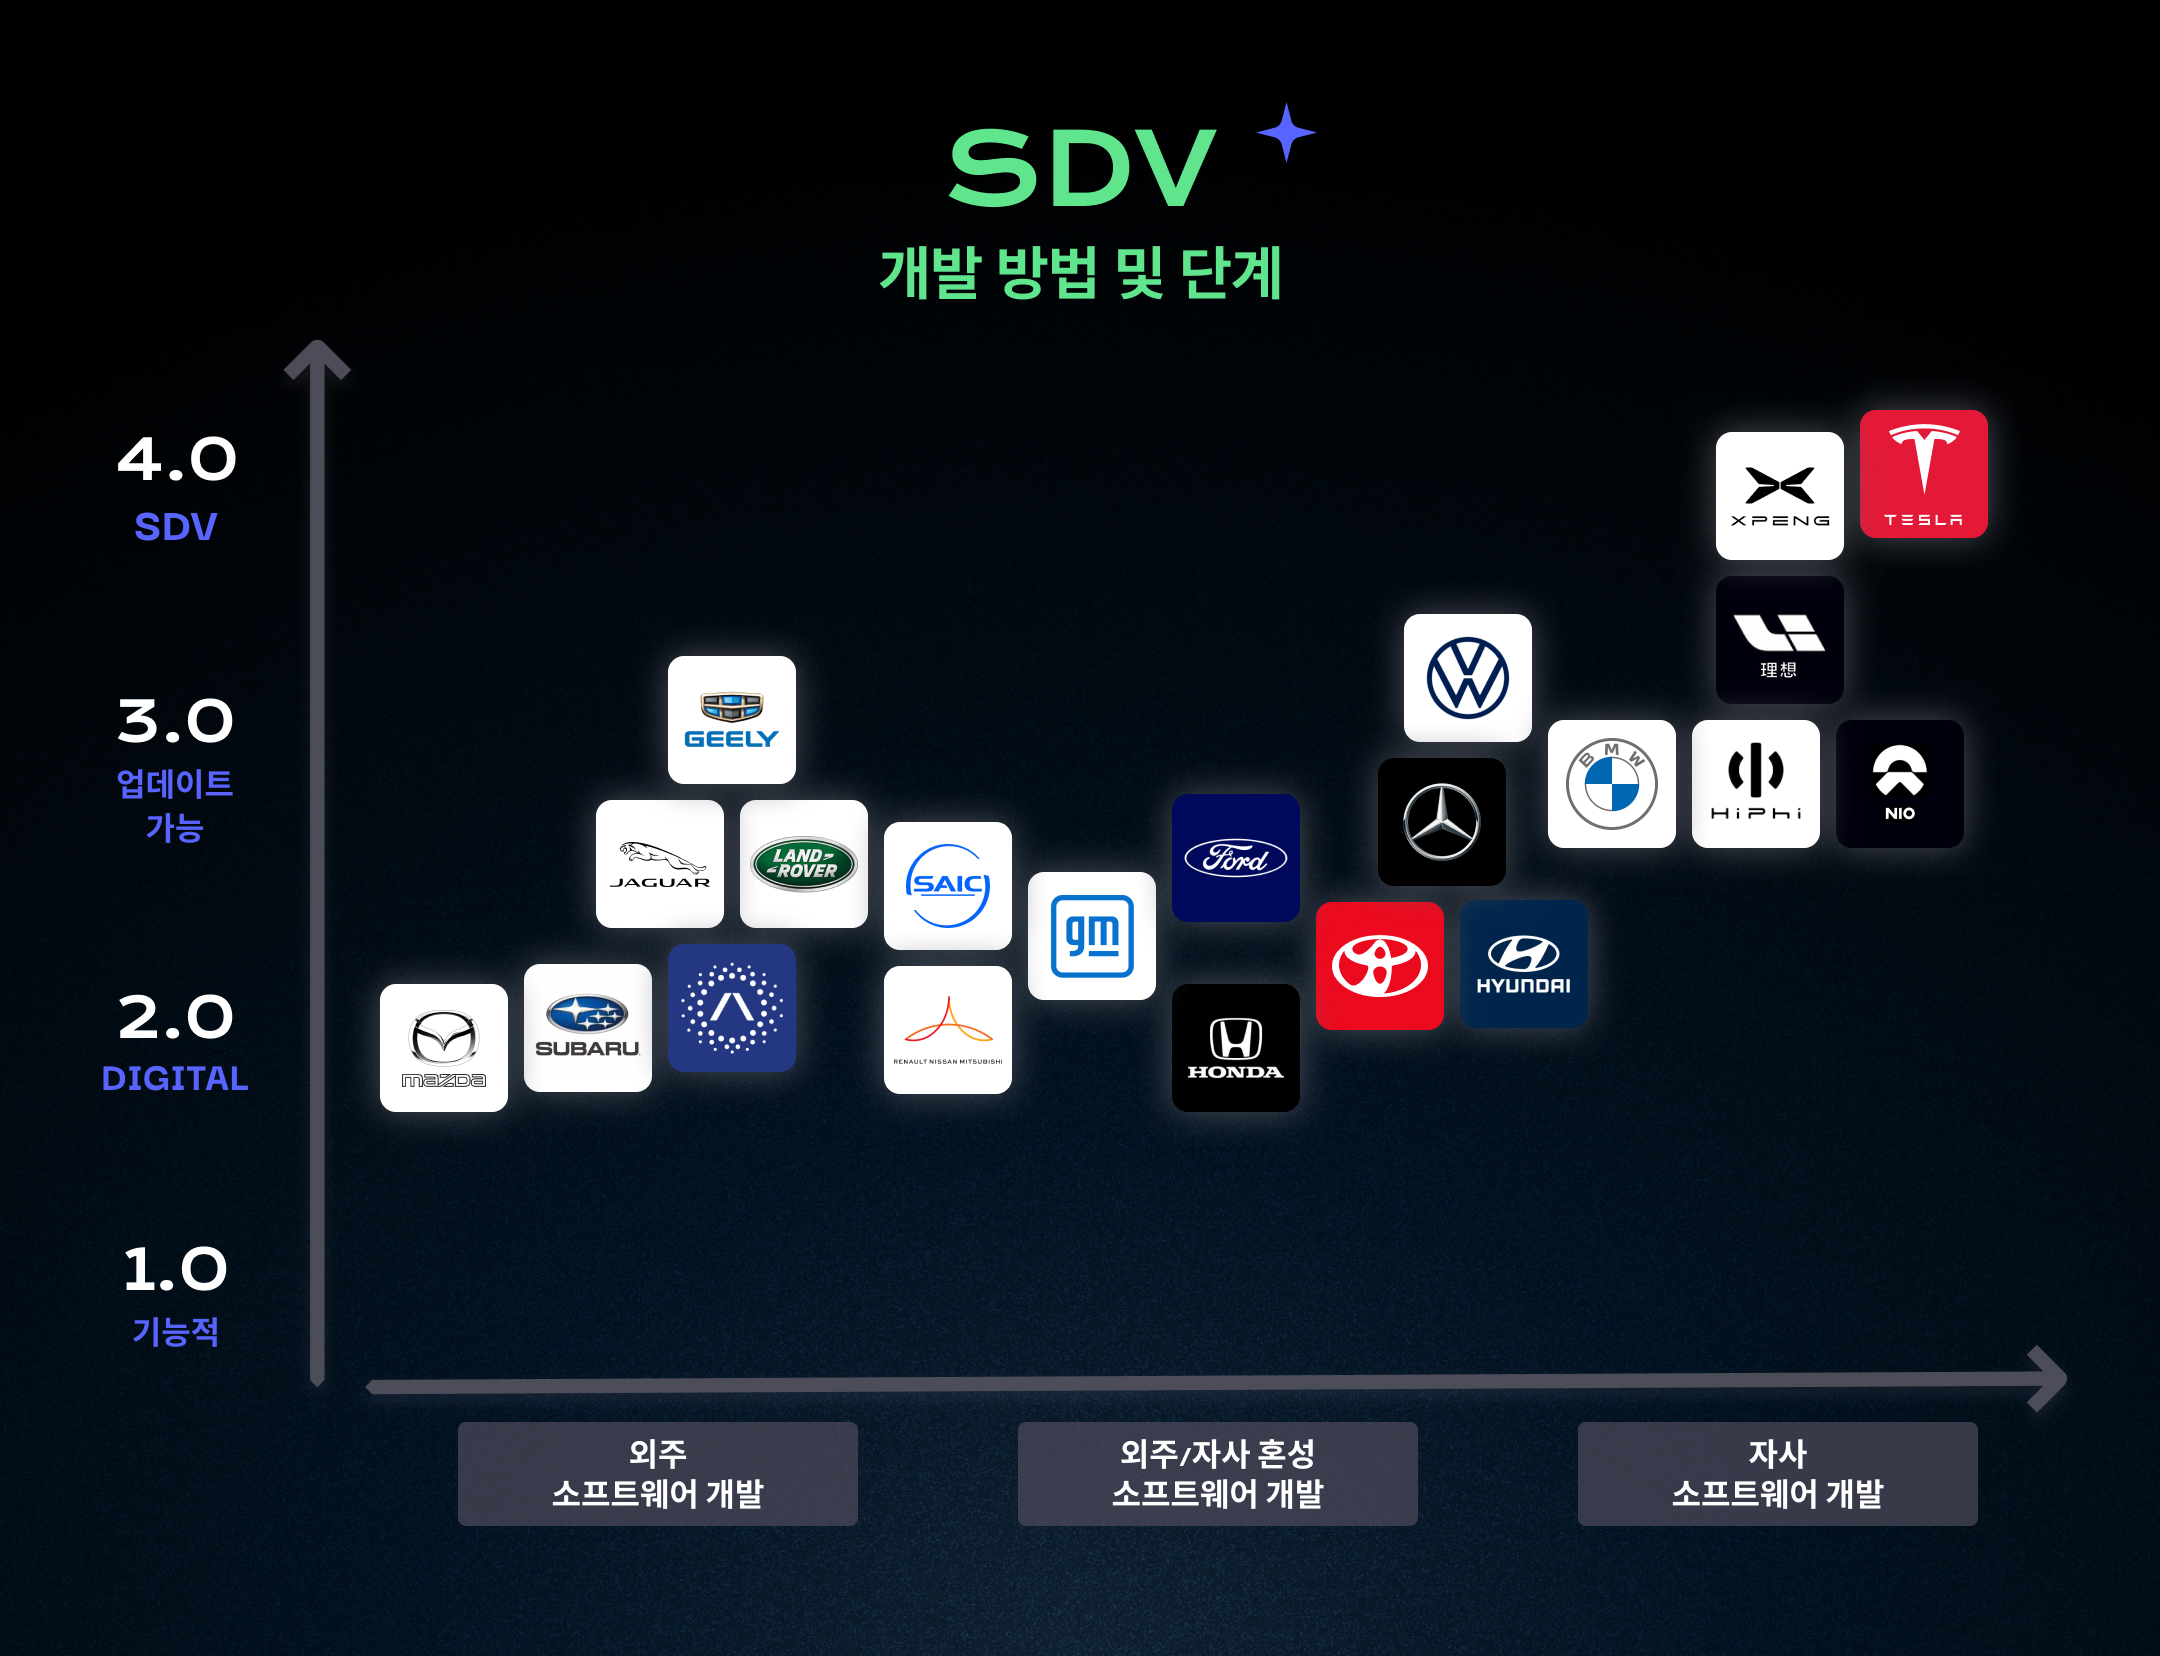 SDV
개발 방법 및 단계
4.0
SDV
3.0
업데이트
가능
2.0
DIGITAL
1.0
기능적
XPENG
TESLA
理想
GEELY
BMW
HiPhi
NIO
JAGUAR
LAND
ROVER
SAIC
gm
Ford
HYUNDAI
mazda
SUBARU
RENAULT NISSAN MITSUBISHI
HONDA
외주
소프트웨어 개발
외주/자사 혼성
소프트웨어 개발
자사
소프트웨어 개발